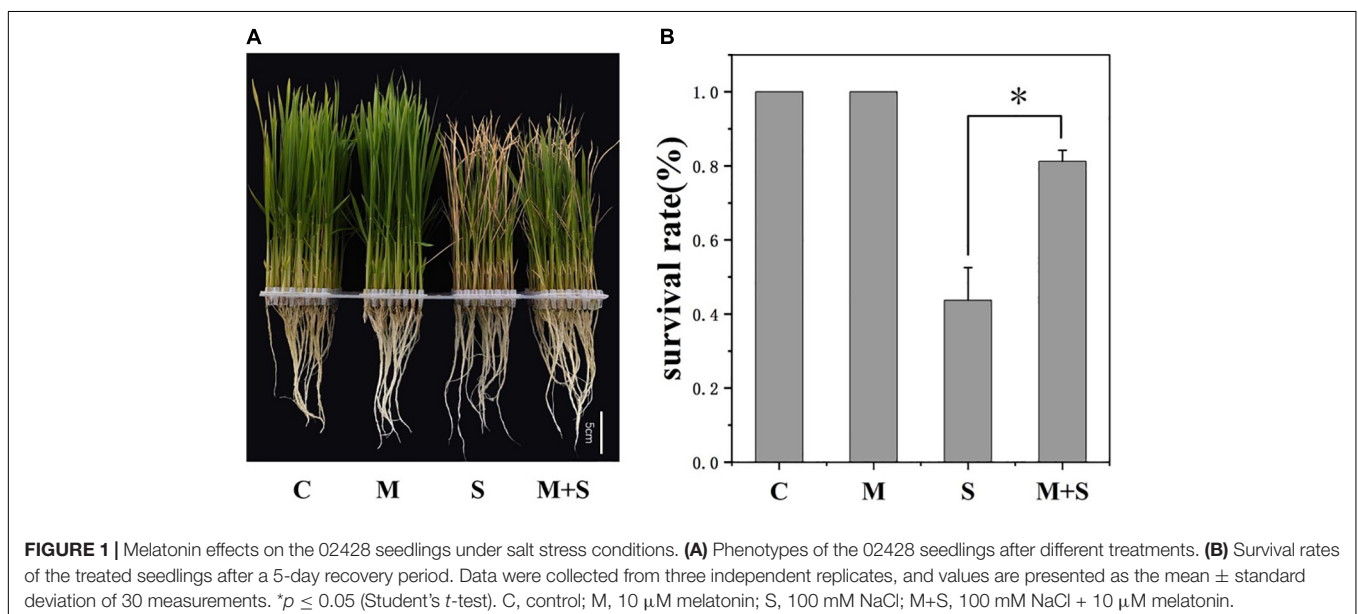 A
B
5cm
C M S M+S
survival rate(%)
1.0
0.8
0.6
0.4
0.2
0.0
*
C M S M+S
FIGURE 1 | Melatonin effects on the 02428 seedlings under salt stress conditions. (A) Phenotypes of the 02428 seedlings after different treatments. (B) Survival rates
of the treated seedlings after a 5-day recovery period. Data were collected from three independent replicates, and values are presented as the mean ± standard
deviation of 30 measurements. *p ≤ 0.05 (Student's t-test). C, control; M, 10 μM melatonin; S, 100 mM NaCl; M+S, 100 mM NaCl + 10 μM melatonin.